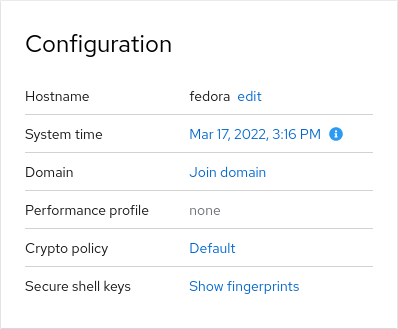 Configuration
Hostname fedora edit
System time Mar 17, 2022, 3:16 PM
Domain Join domain
Performance profile none
Crypto policy Default
Secure shell keys Show fingerprints